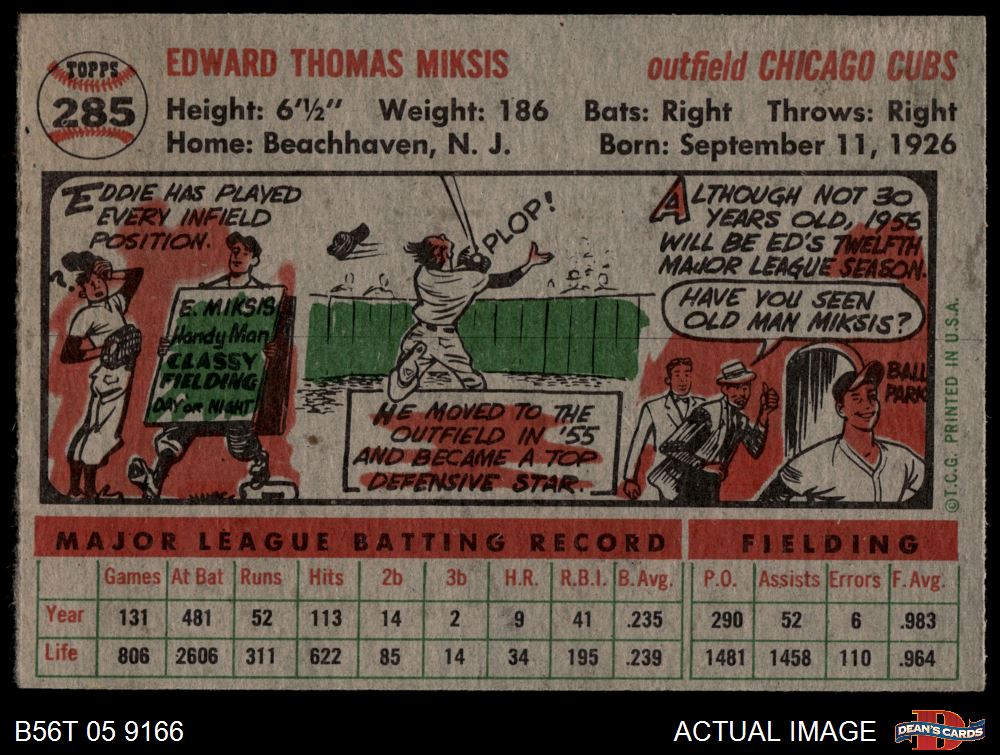 TOPPS
285
EDWARD THOMAS MIKSIS
outfield CHICAGO CUBS
Height: 6'½" Weight: 186 Bats: Right Throws: Right
Home: Beachhaven, N. J. Born: September 11, 1926
EDDIE HAS PLAYED
EVERY INFIELD
POSITION.
?
E. MIKSIS
Handy Man
CLASSY
FIELDING
DAY OR NIGHT
PLOP!
HE MOVED TO THE
OUTFIELD IN '55
AND BECAME A TOP
DEFENSIVE STAR.
ALTHOUGH NOT 30
YEARS OLD, 1956
WILL BE ED'S TWELFTH
MAJOR LEAGUE SEASON.
HAVE YOU SEEN
OLD MAN MIKSIS?
BALL
PARK
©T.C.G. PRINTED IN U.S.A.
MAJOR LEAGUE BATTING RECORD FIELDING
Games At Bat Runs Hits 2b 3b H.R. R.B.I. B.Avg. P.O. Assists Errors F. Avg.
Year 131 481 52 113 14 2 9 41 .235 290 52 6 .983
Life 806 2606 311 622 85 14 34 195 .239 1481 1458 110 .964
B56T 05 9166 ACTUAL IMAGE
DEAN'S CARDS